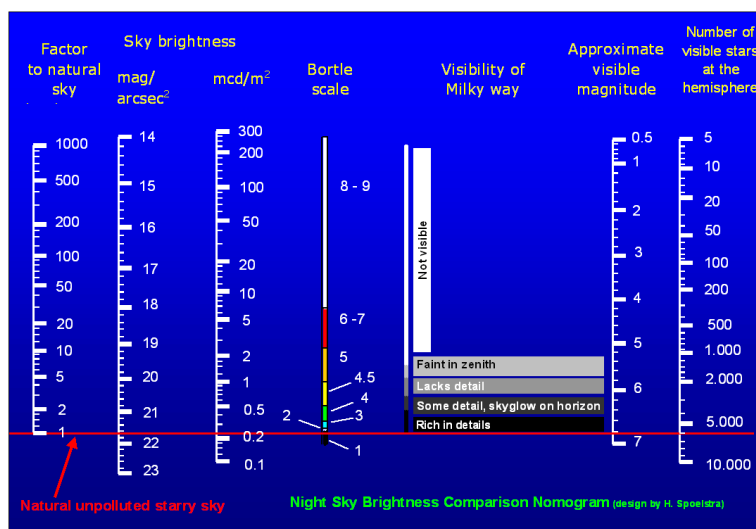 Factor
to natural
sky
Sky brightness
mag/
arcsec²
mcd/m²
Bortle
scale
Visibility of
Milky way
Approximate
visible
magnitude
Number of
visible stars
at the
hemisphere
1000
500
200
100
50
20
10
5
2
1
14
15
16
17
18
19
20
21
22
23
300
200
100
50
20
10
5
2
1
0.5
0.2
0.1
8 - 9
6 -7
5
4.5
4
3
2
1
Not visible
Faint in zenith
Lacks detail
Some detail, skyglow on horizon
Rich in details
0.5
1
2
3
4
5
6
7
5
10
20
50
100
200
500
1.000
2.000
5.000
10.000
Natural unpolluted starry sky
Night Sky Brightness Comparison Nomogram (design by H. Spoelstra)